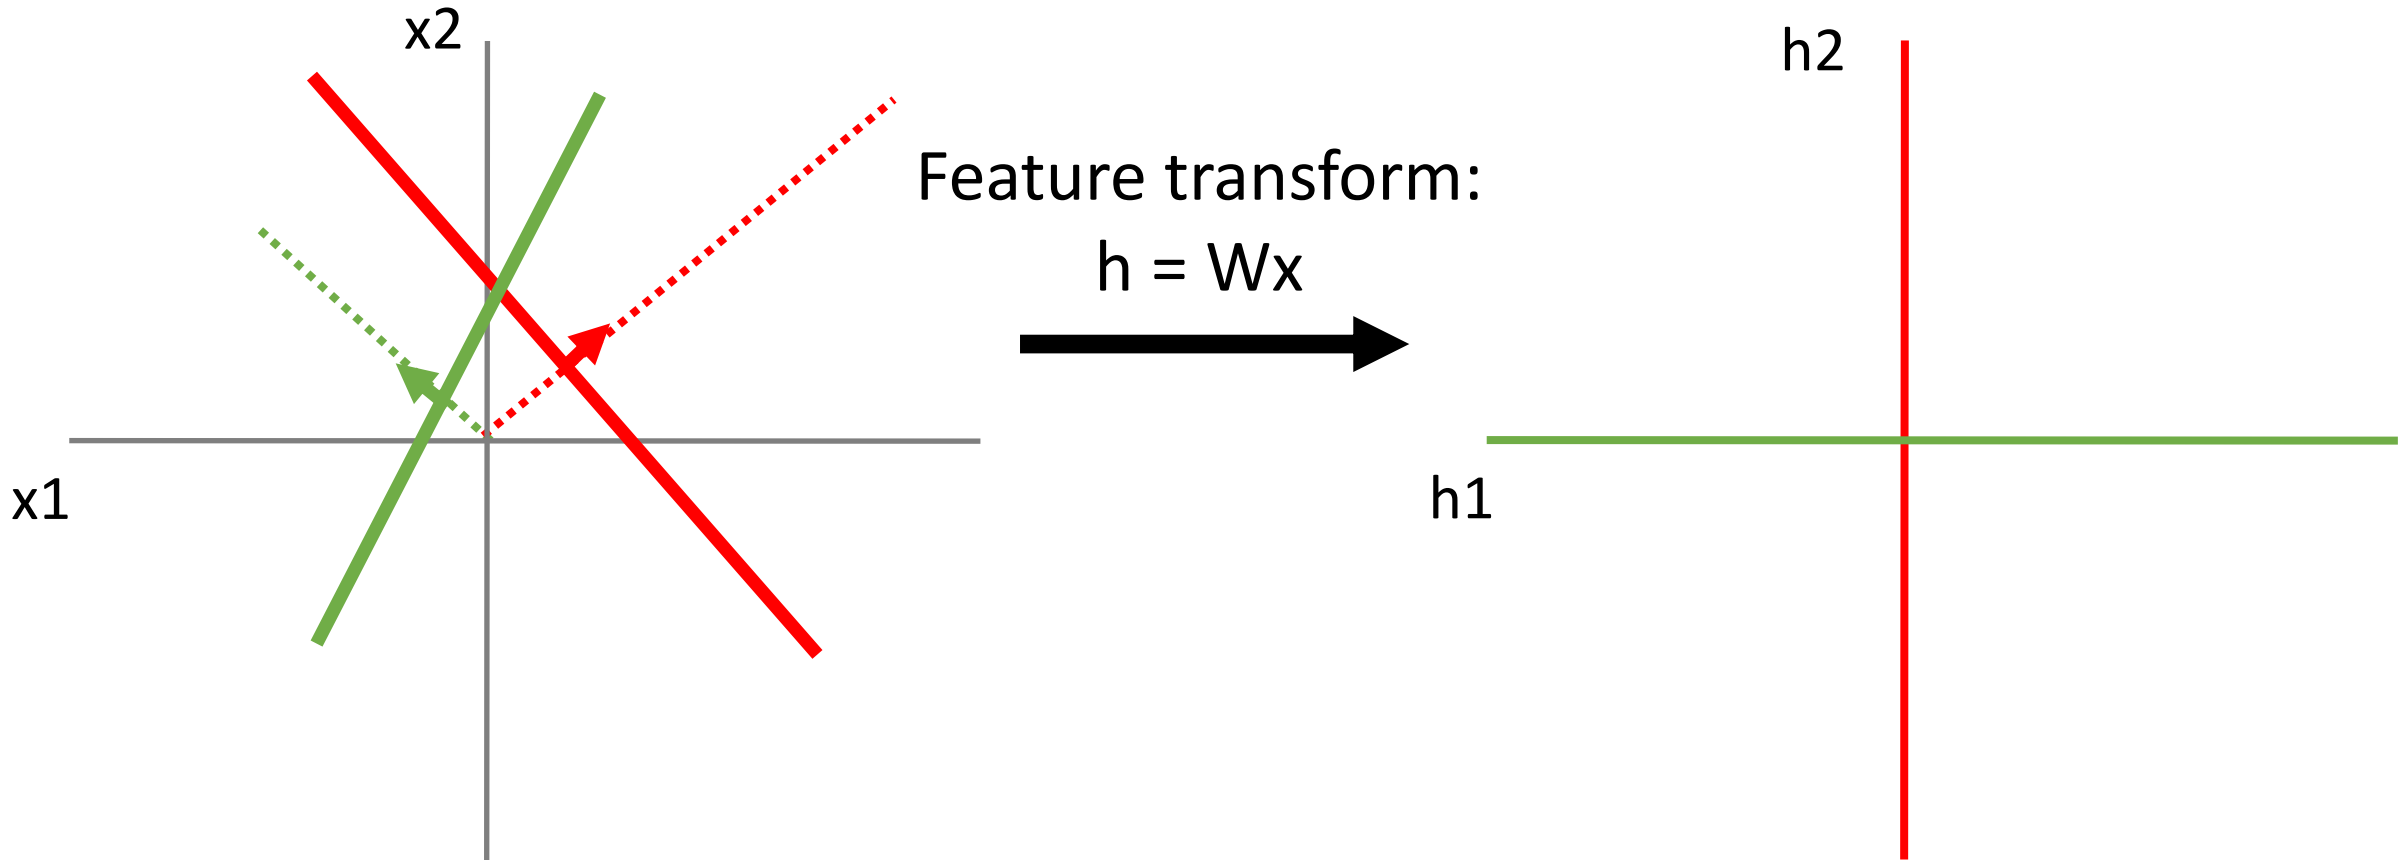 x2
h2
Feature transform:
h = Wx
x1
h1